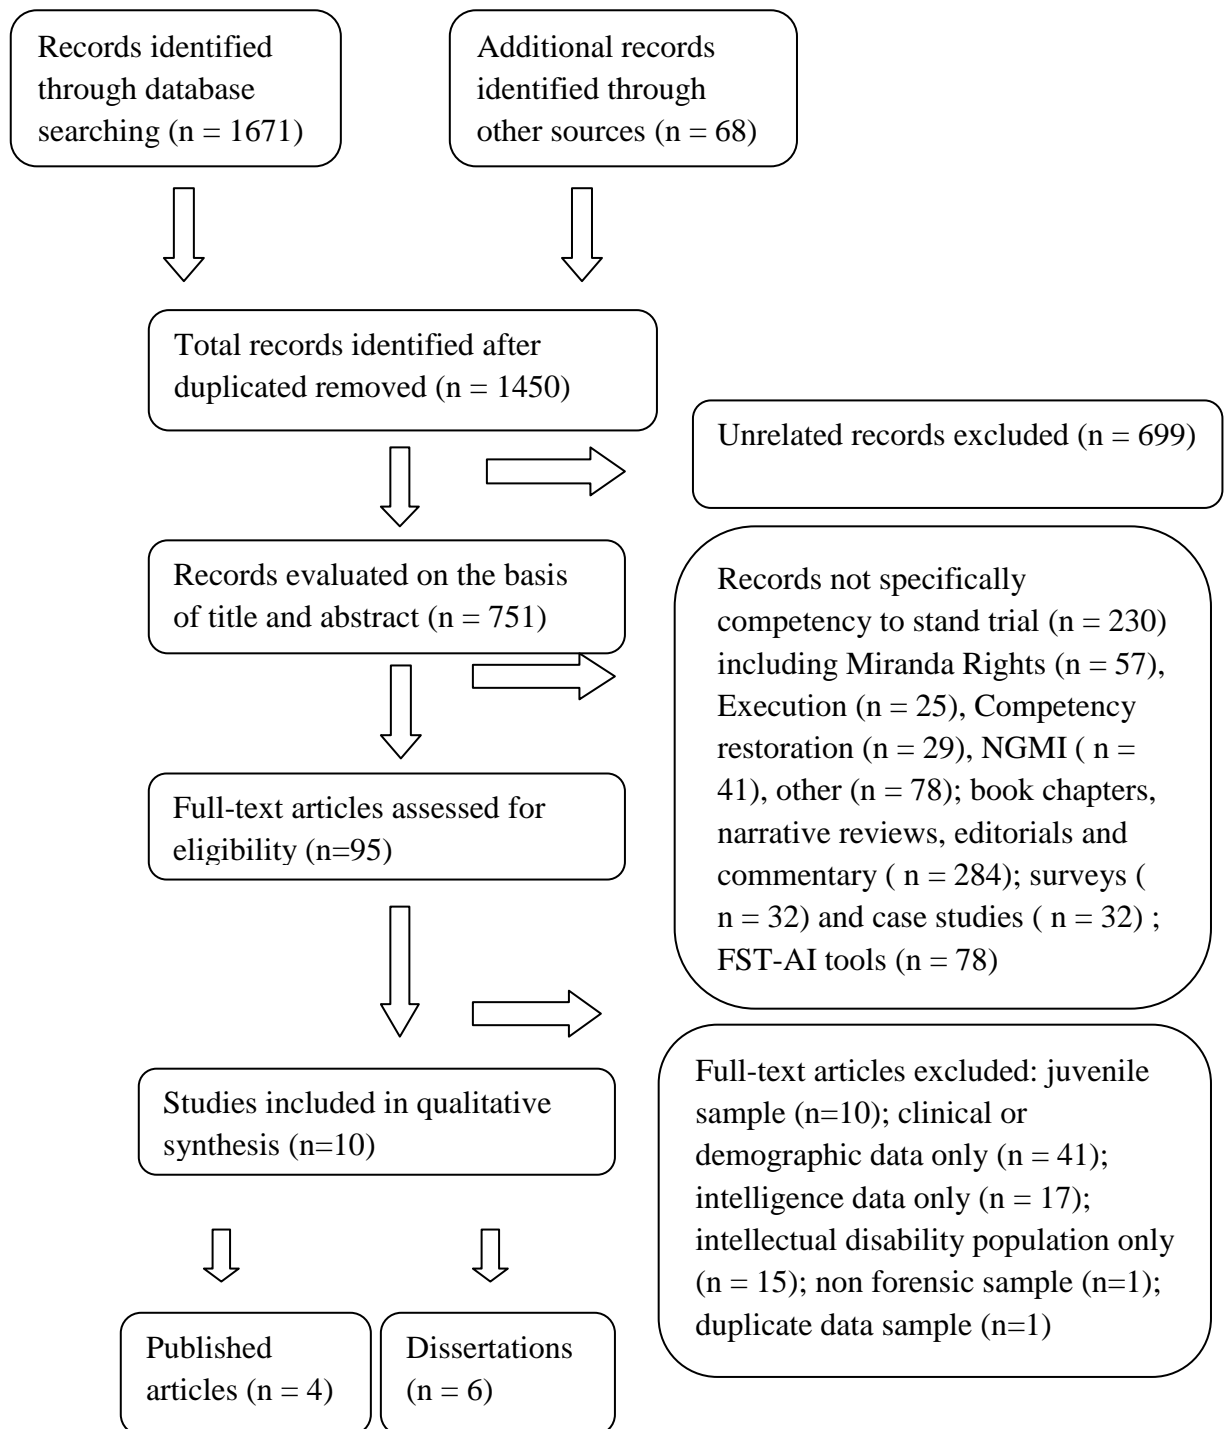 Records identified
through database
searching (n = 1671)
Additional records
identified through
other sources (n = 68)
Total records identified after
duplicated removed (n = 1450)
Unrelated records excluded (n = 699)
Records evaluated on the basis
of title and abstract (n = 751)
Records not specifically
competency to stand trial (n = 230)
including Miranda Rights (n = 57),
Execution (n = 25), Competency
restoration (n = 29), NGMI ( n =
41), other (n = 78); book chapters,
narrative reviews, editorials and
commentary ( n = 284); surveys (
n = 32) and case studies ( n = 32) ;
FST-AI tools (n = 78)
Full-text articles assessed for
eligibility (n=95)
Full-text articles excluded: juvenile
sample (n=10); clinical or
demographic data only (n = 41);
intelligence data only (n = 17);
intellectual disability population only
(n = 15); non forensic sample (n=1);
duplicate data sample (n=1)
Studies included in qualitative
synthesis (n=10)
Published
articles (n = 4)
Dissertations
(n = 6)